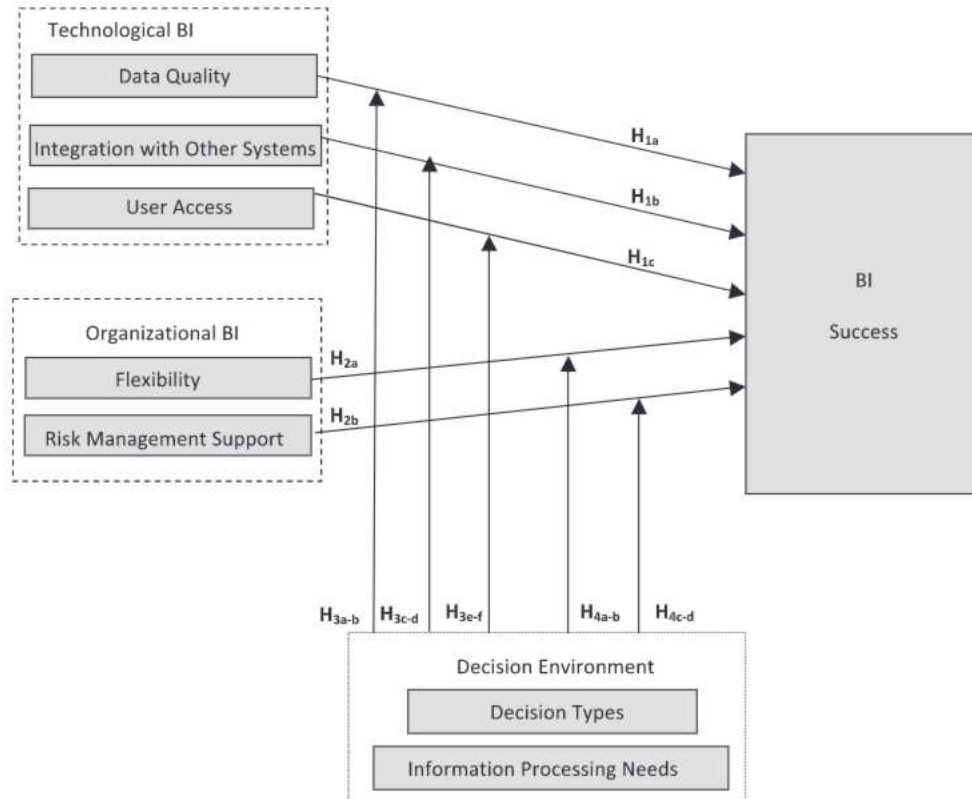 Technological BI
Data Quality
Integration with Other Systems
User Access
H1a
H1b
H1c
BI
Success
Organizational BI
Flexibility
Risk Management Support
H2a
H2b
H3a-b
H3c-d
H3e-f
H4a-b
H4c-d
Decision Environment
Decision Types
Information Processing Needs